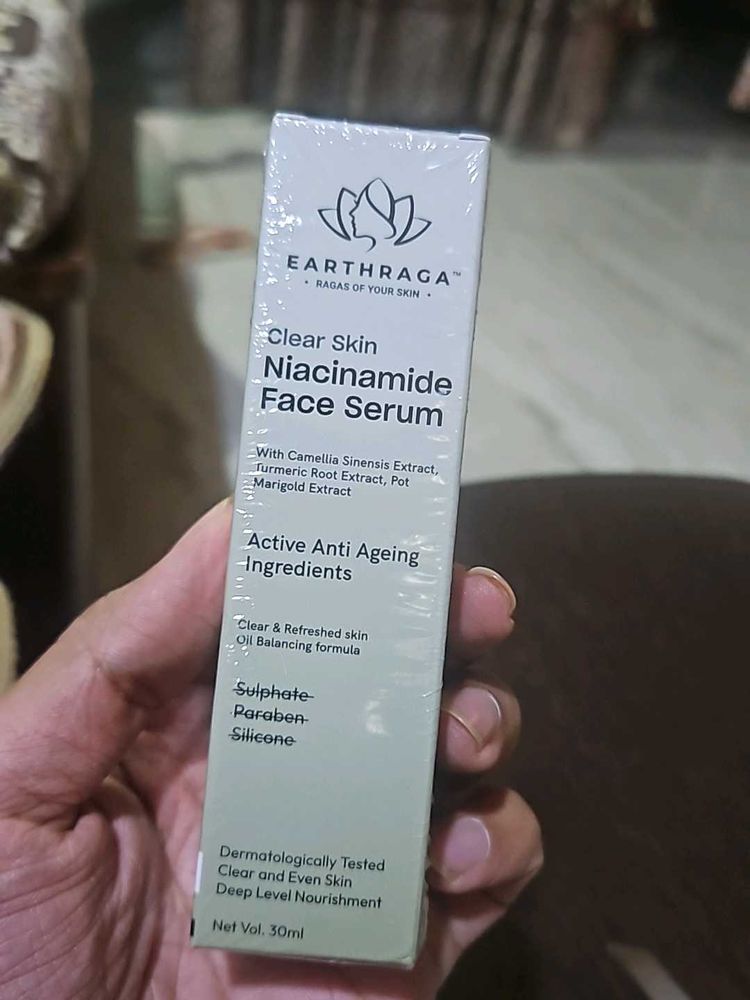 EARTHRAGA™
• RAGAS OF YOUR SKIN •
Clear Skin
Niacinamide
Face Serum
With Camellia Sinensis Extract,
Turmeric Root Extract, Pot
Marigold Extract
Active Anti Ageing
Ingredients
Clear & Refreshed skin
Oil Balancing formula
Sulphate
Paraben
Silicone
Dermatologically Tested
Clear and Even Skin
Deep Level Nourishment
Net Vol. 30ml